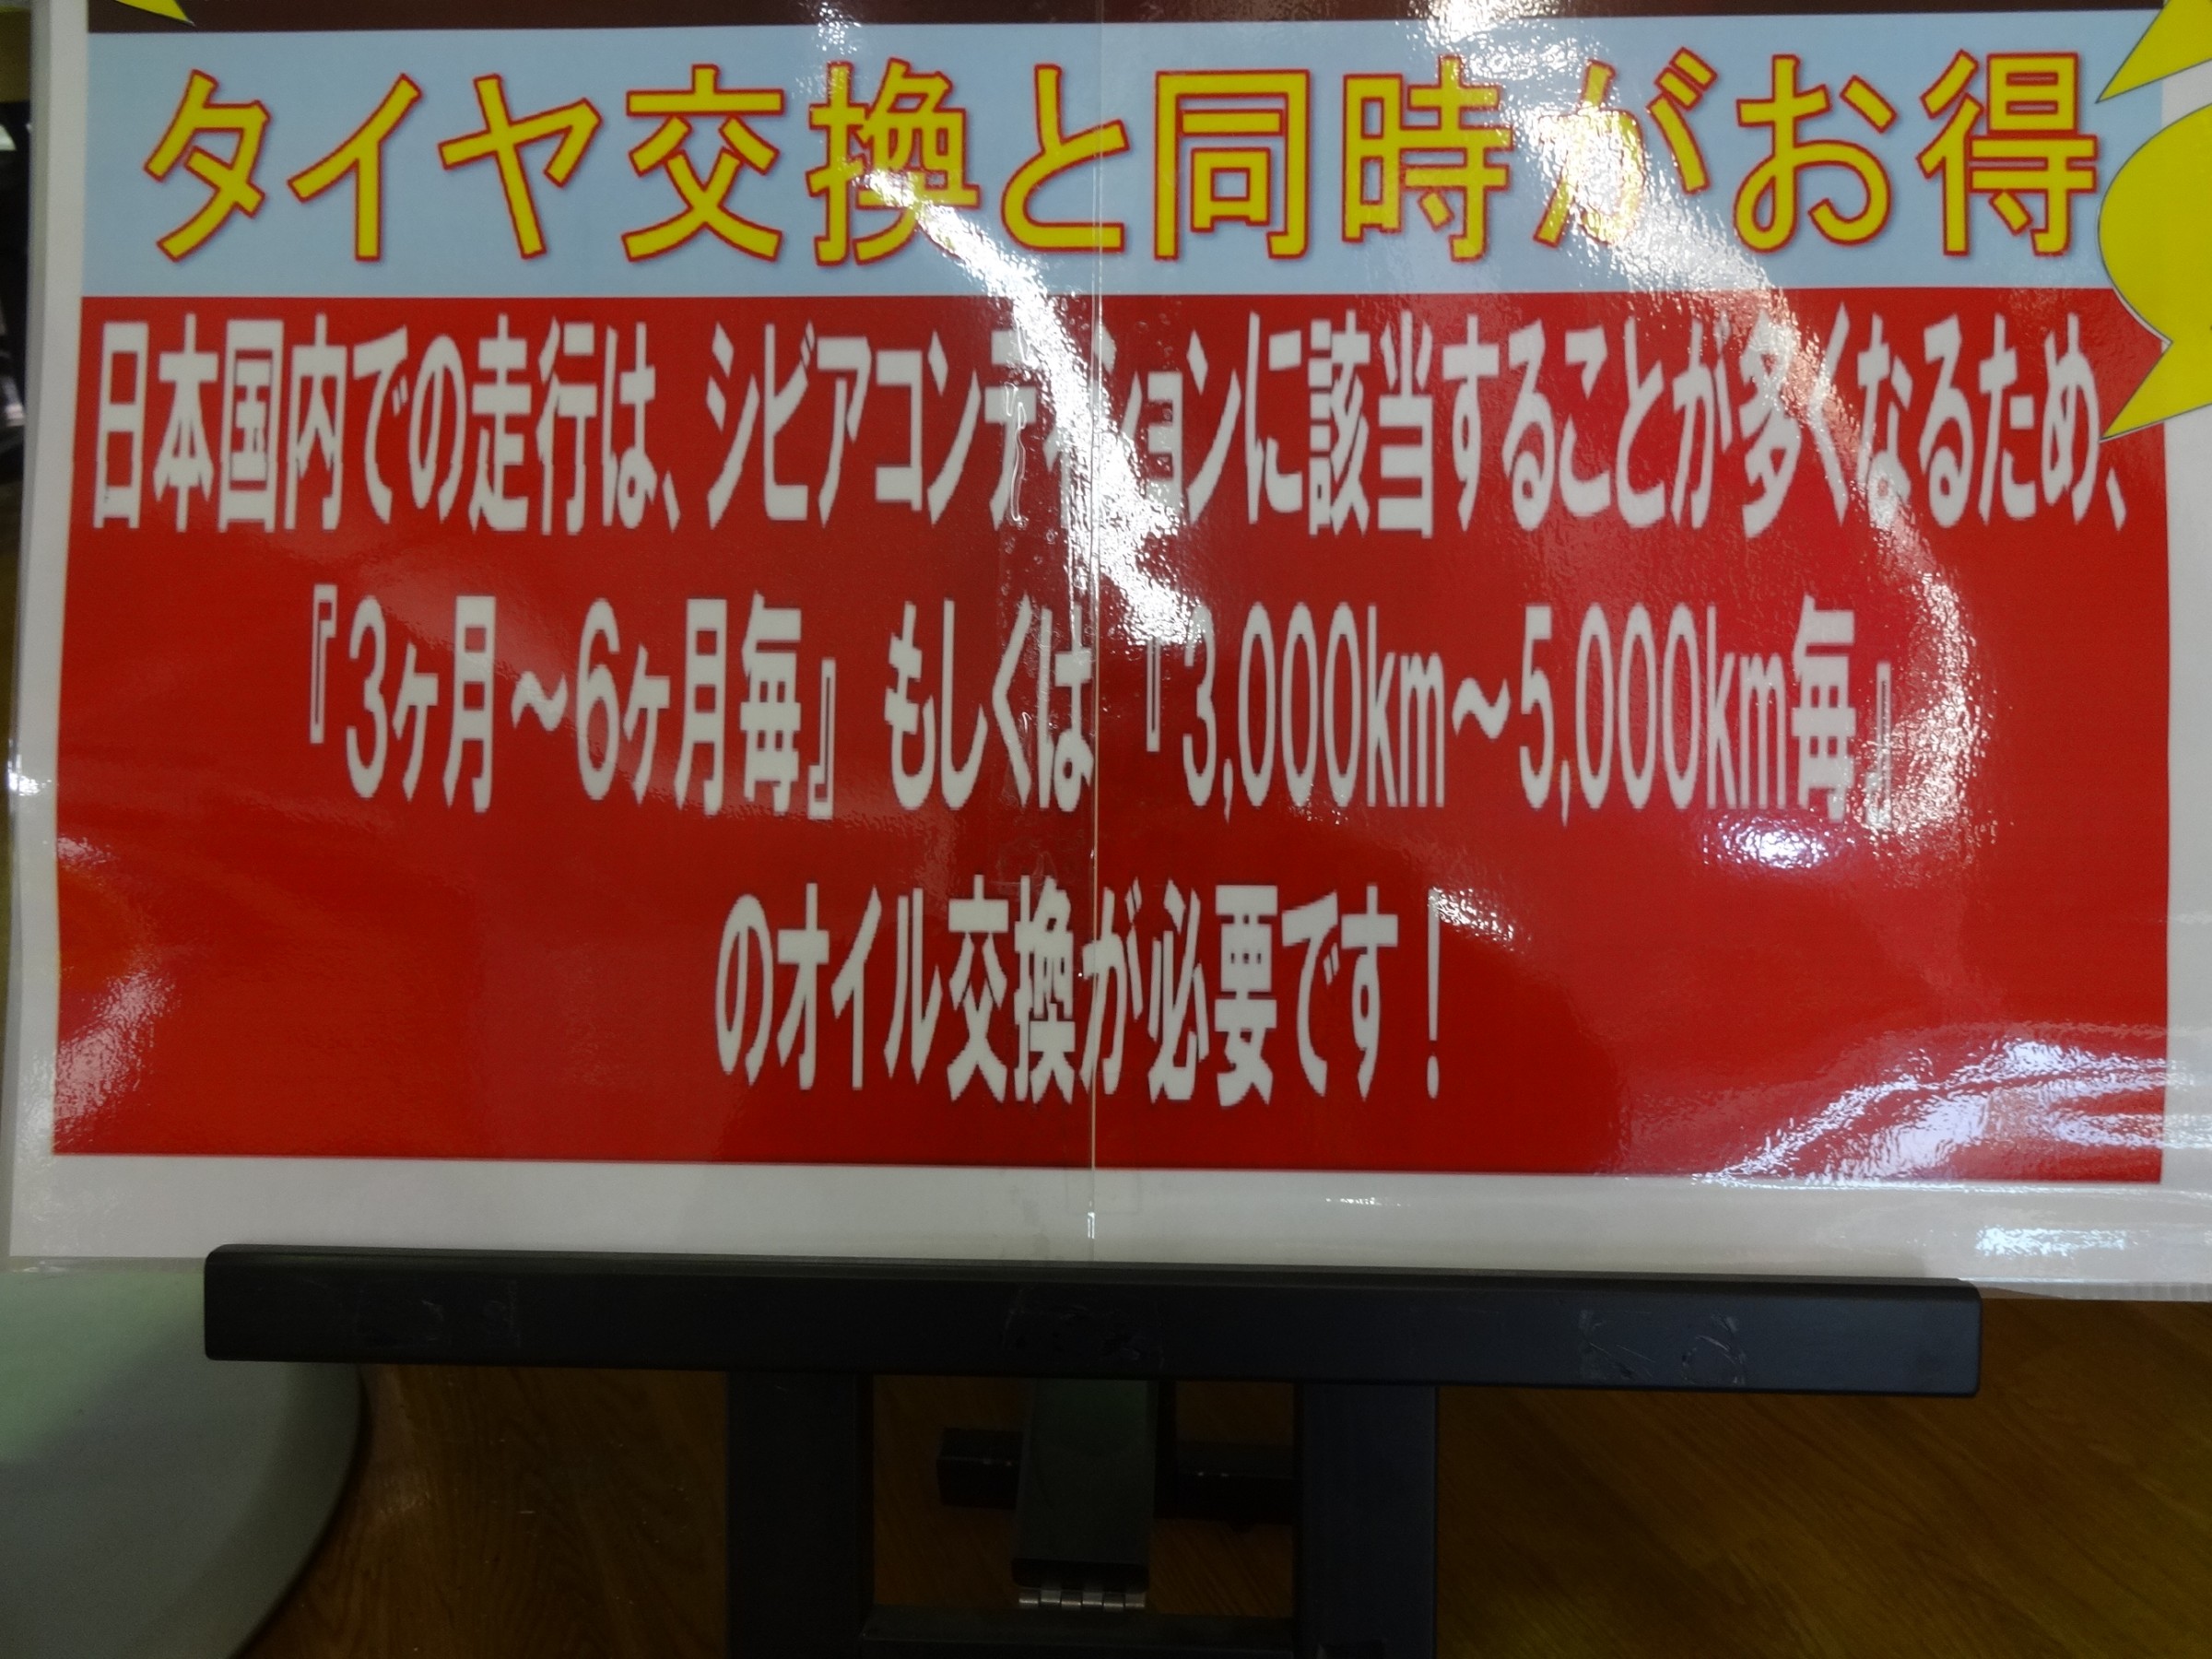 タイヤ交換と同時がお得
日本国内での走行は、シビアコンディションに該当することが多くなるため、
『3ヶ月～6ヶ月毎』 もしくは 『3,000km～5,000km毎』
のオイル交換が必要です！